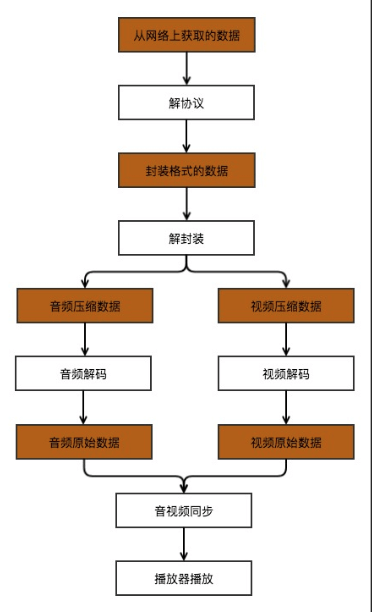 从网络上获取的数据
解协议
封装格式的数据
解封装
音频压缩数据
视频压缩数据
音频解码
视频解码
音频原始数据
视频原始数据
音视频同步
播放器播放